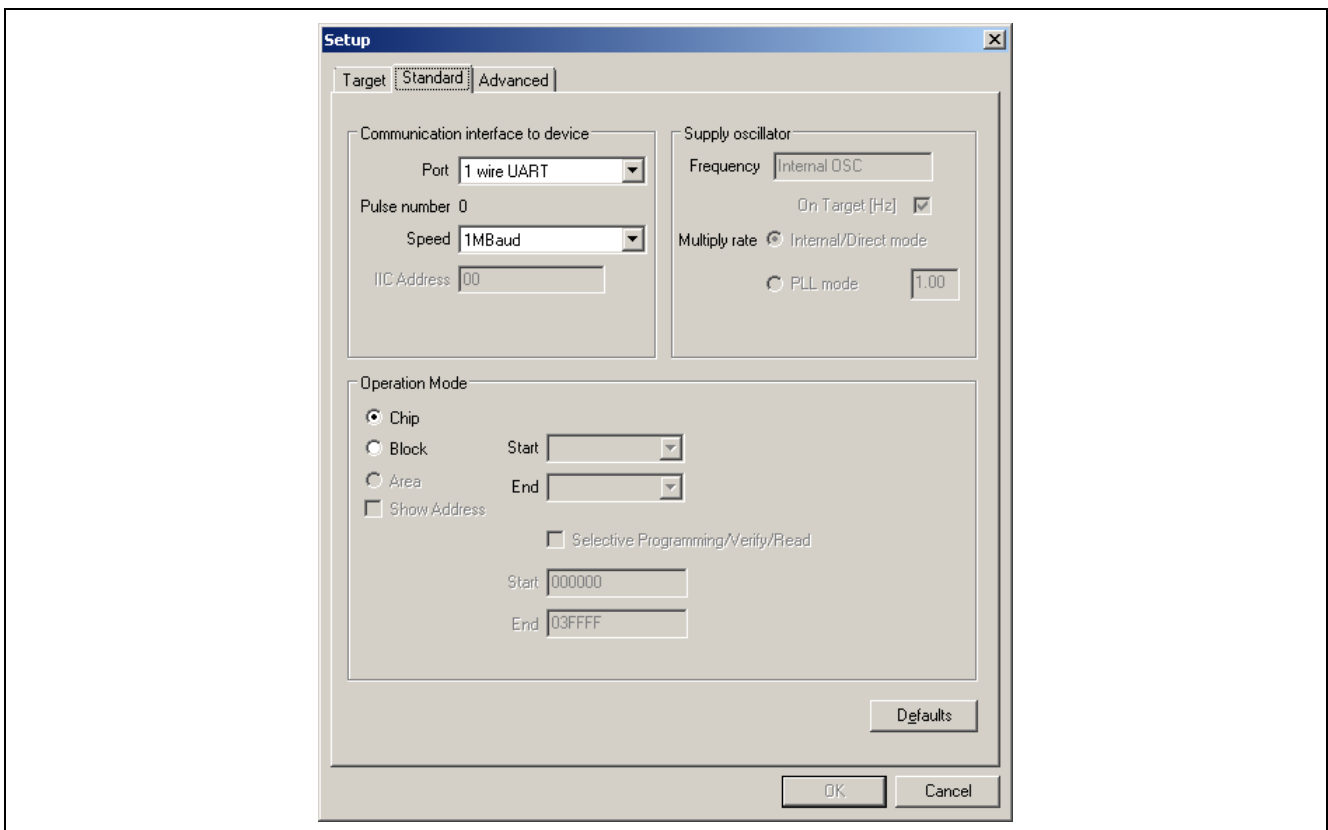 Setup
Target Standard Advanced
Communication interface to device
Port 1 wire UART
Pulse number 0
Speed 1MBaud
IIC Address 00
Supply oscillator
Frequency Internal OSC
On Target [Hz]
Multiply rate Internal/Direct mode
PLL mode 1.00
Operation Mode
Chip
Block Start
Area End
Show Address
Selective Programming/Verify/Read
Start 000000
End 03FFFF
Defaults
OK Cancel